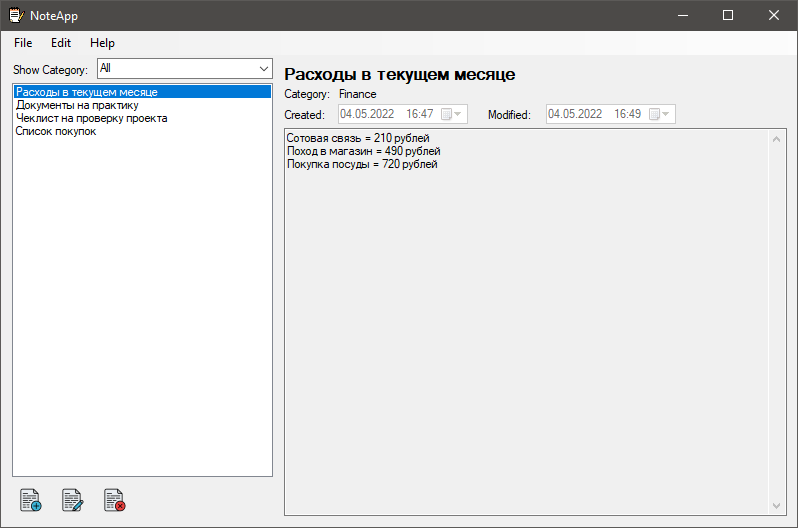 NoteApp
File Edit Help
Show Category: All
Расходы в текущем месяце
Документы на практику
Чеклист на проверку проекта
Список покупок
Расходы в текущем месяце
Category: Finance
Created: 04.05.2022 16:47 Modified: 04.05.2022 16:49
Сотовая связь = 210 рублей
Поход в магазин = 490 рублей
Покупка посуды = 720 рублей